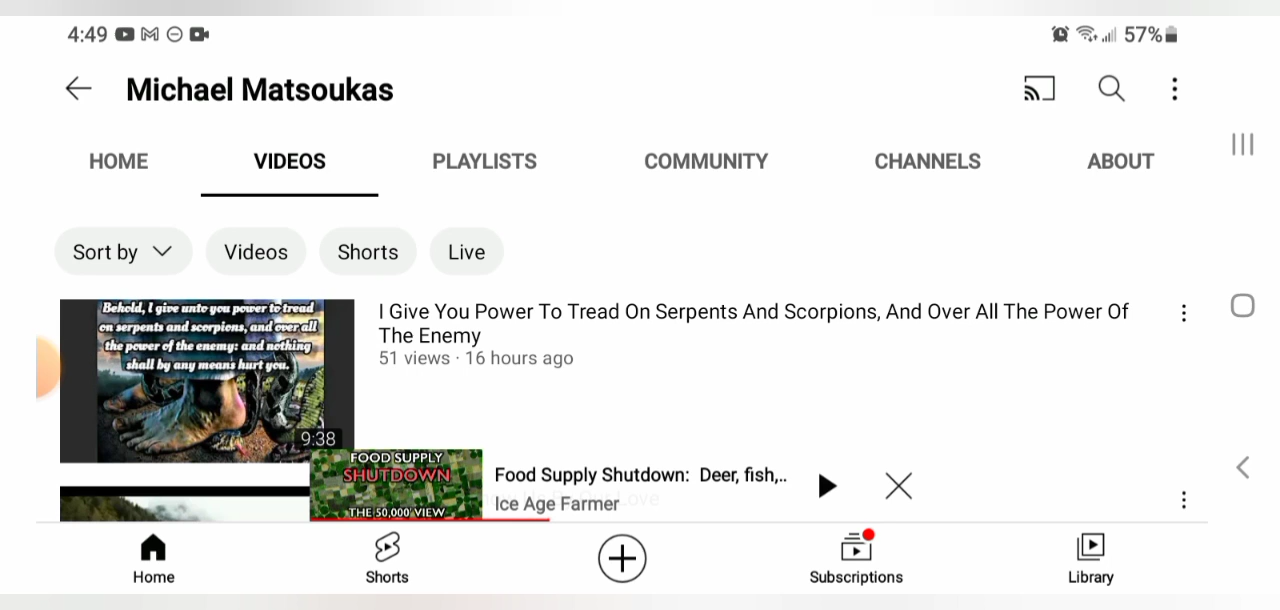 4:49
57%
Michael Matsoukas
HOME VIDEOS PLAYLISTS COMMUNITY CHANNELS ABOUT
Sort by Videos Shorts Live
Behold, I give unto you power to tread
on serpents and scorpions, and over all
the power of the enemy: and nothing
shall by any means hurt you.
9:38
I Give You Power To Tread On Serpents And Scorpions, And Over All The Power Of
The Enemy
51 views · 16 hours ago
FOOD SUPPLY
SHUTDOWN
THE 50,000 VIEW
Food Supply Shutdown: Deer, fish,..
Ice Age Farmer
Love
Home Shorts Subscriptions Library